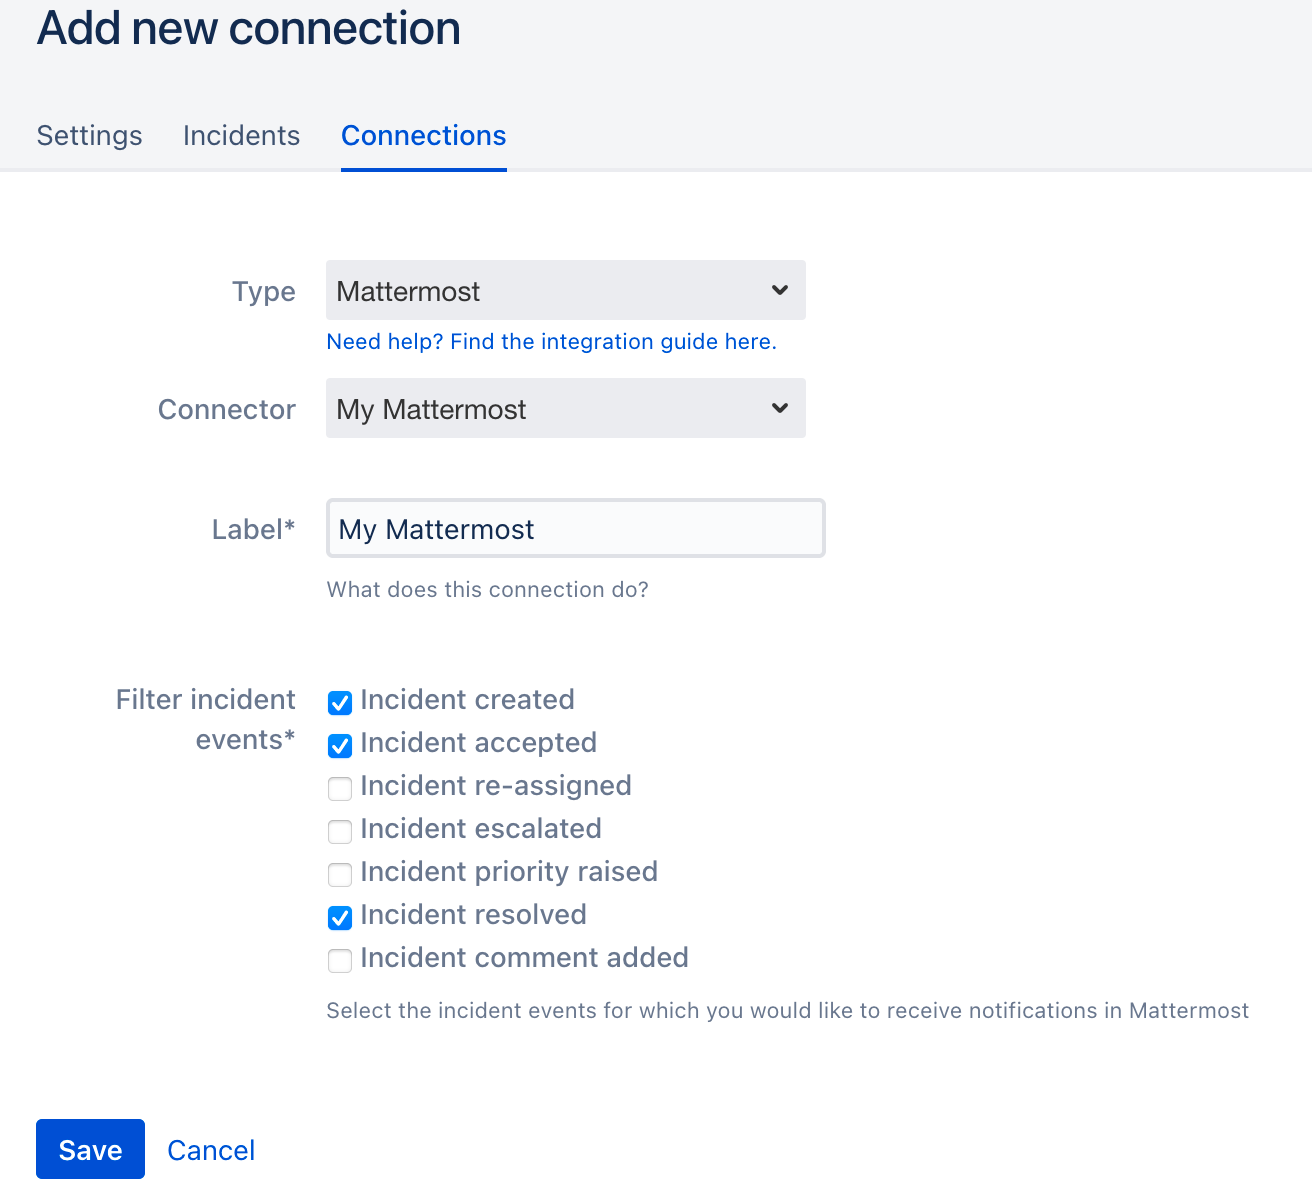 Add new connection
Settings Incidents Connections
Type Mattermost
Need help? Find the integration guide here.
Connector My Mattermost
Label* My Mattermost
What does this connection do?
Filter incident events*
Incident created
Incident accepted
Incident re-assigned
Incident escalated
Incident priority raised
Incident resolved
Incident comment added
Select the incident events for which you would like to receive notifications in Mattermost
Save Cancel